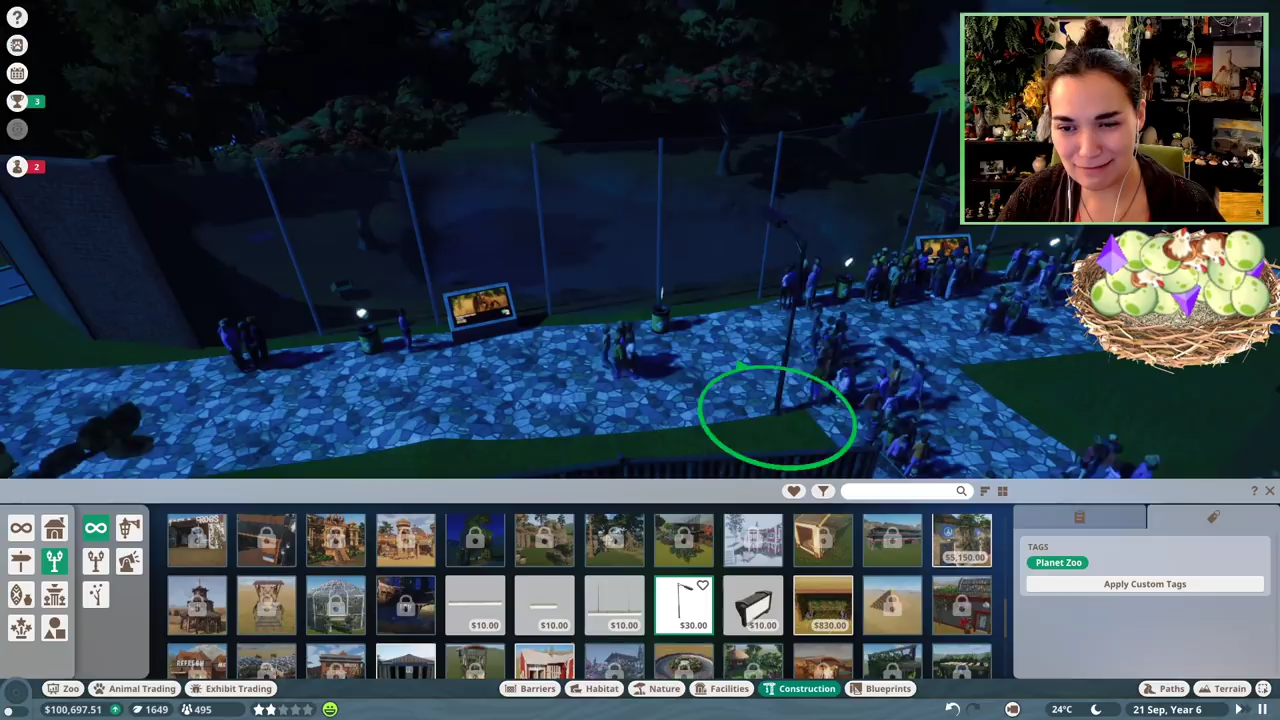 ?
3
2
?
$5,150.00
$10.00
$10.00
$10.00
$30.00
$10.00
$830.00
REFRESH
TAGS
Planet Zoo
Apply Custom Tags
Zoo
Animal Trading
Exhibit Trading
Barriers
Habitat
Nature
Facilities
Construction
Blueprints
Paths
Terrain
$100,697.51
1649
495
24°C
21 Sep, Year 6